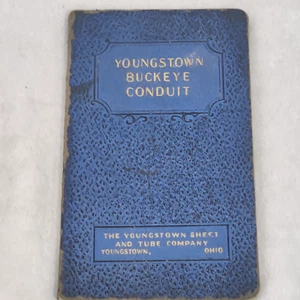 YOUNGSTOWN
BUCKEYE
CONDUIT
THE YOUNGSTOWN SHEET
AND TUBE COMPANY
YOUNGSTOWN, OHIO